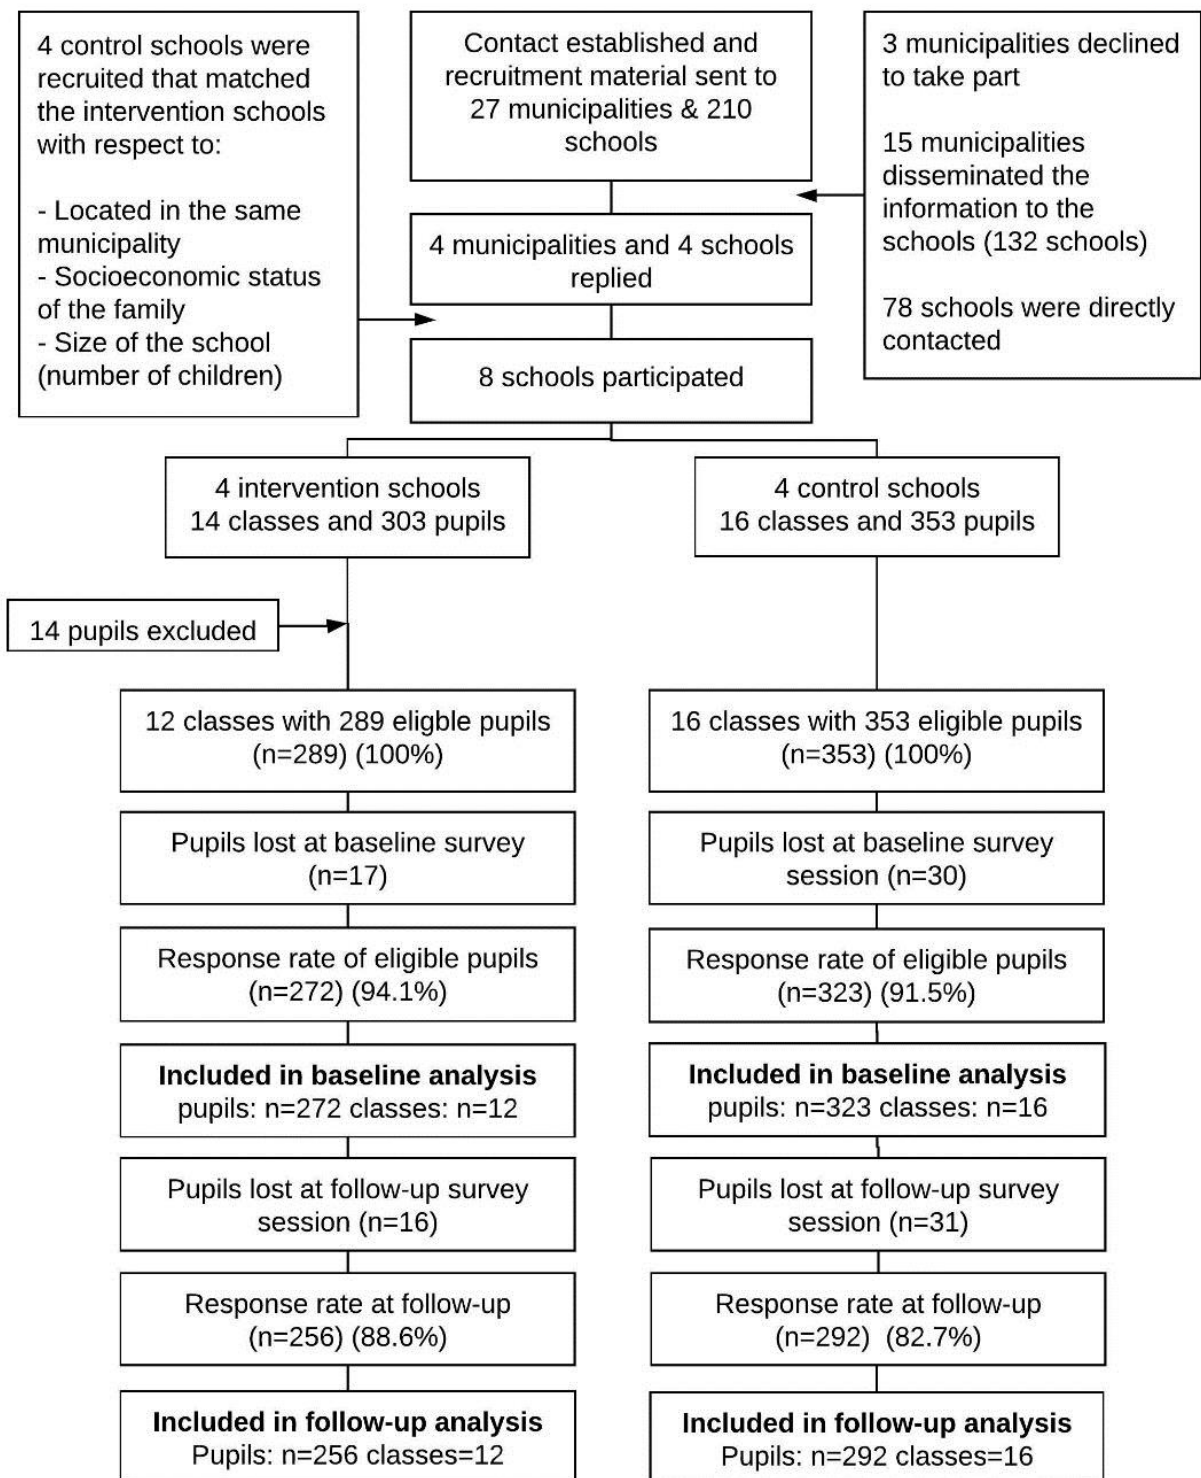 4 control schools were
recruited that matched
the intervention schools
with respect to:
- Located in the same
municipality
- Socioeconomic status
of the family
- Size of the school
(number of children)
Contact established and
recruitment material sent to
27 municipalities & 210
schools
3 municipalities declined
to take part
15 municipalities
disseminated the
information to the
schools (132 schools)
78 schools were directly
contacted
4 municipalities and 4 schools
replied
8 schools participated
4 intervention schools
14 classes and 303 pupils
4 control schools
16 classes and 353 pupils
14 pupils excluded
12 classes with 289 eligble pupils
(n=289) (100%)
16 classes with 353 eligible pupils
(n=353) (100%)
Pupils lost at baseline survey
(n=17)
Pupils lost at baseline survey
session (n=30)
Response rate of eligible pupils
(n=272) (94.1%)
Response rate of eligible pupils
(n=323) (91.5%)
Included in baseline analysis
pupils: n=272 classes: n=12
Included in baseline analysis
pupils: n=323 classes: n=16
Pupils lost at follow-up survey
session (n=16)
Pupils lost at follow-up survey
session (n=31)
Response rate at follow-up
(n=256) (88.6%)
Response rate at follow-up
(n=292) (82.7%)
Included in follow-up analysis
Pupils: n=256 classes=12
Included in follow-up analysis
Pupils: n=292 classes=16